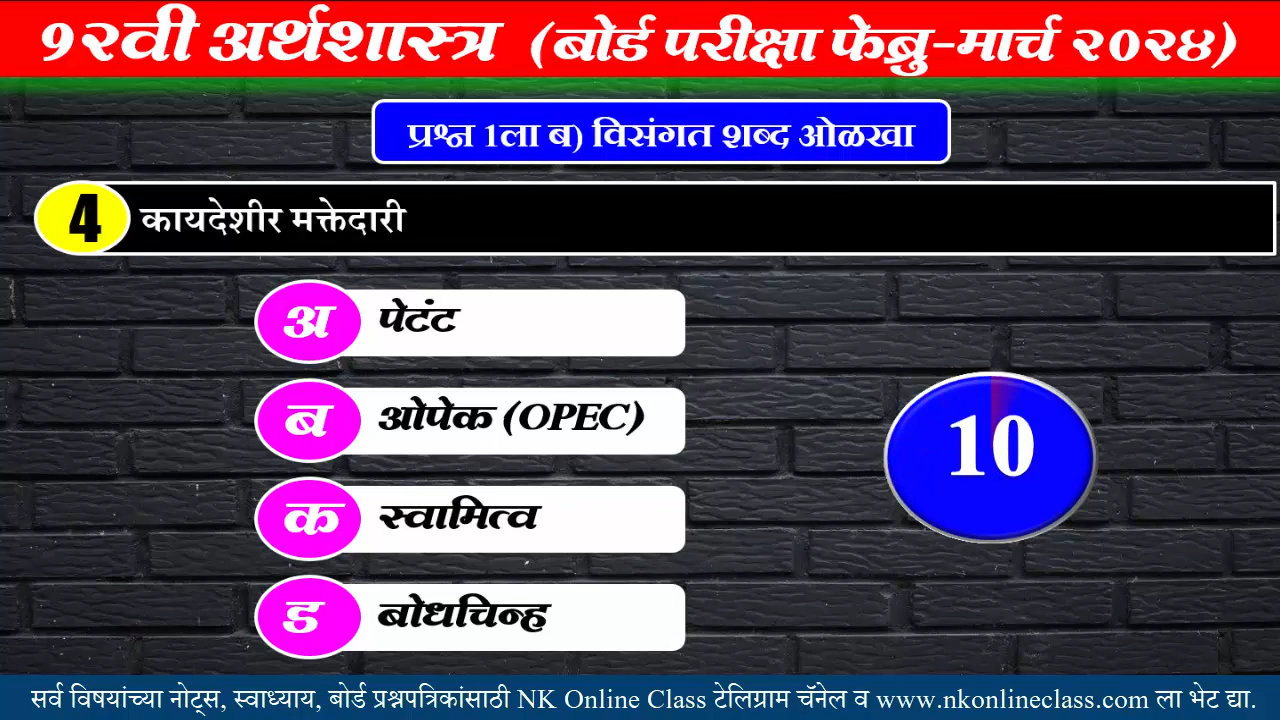 १२वी अर्थशास्त्र (बोर्ड परीक्षा फेब्रु-मार्च २०२४)
प्रश्न 1ला ब) विसंगत शब्द ओळखा
4 कायदेशीर मक्तेदारी
अ पेटंट
ब ओपेक (OPEC)
क स्वामित्व
ड बोधचिन्ह
10
सर्व विषयांच्या नोट्स, स्वाध्याय, बोर्ड प्रश्नपत्रिकांसाठी NK Online Class टेलिग्राम चॅनेल व www.nkonlineclass.com ला भेट द्या.